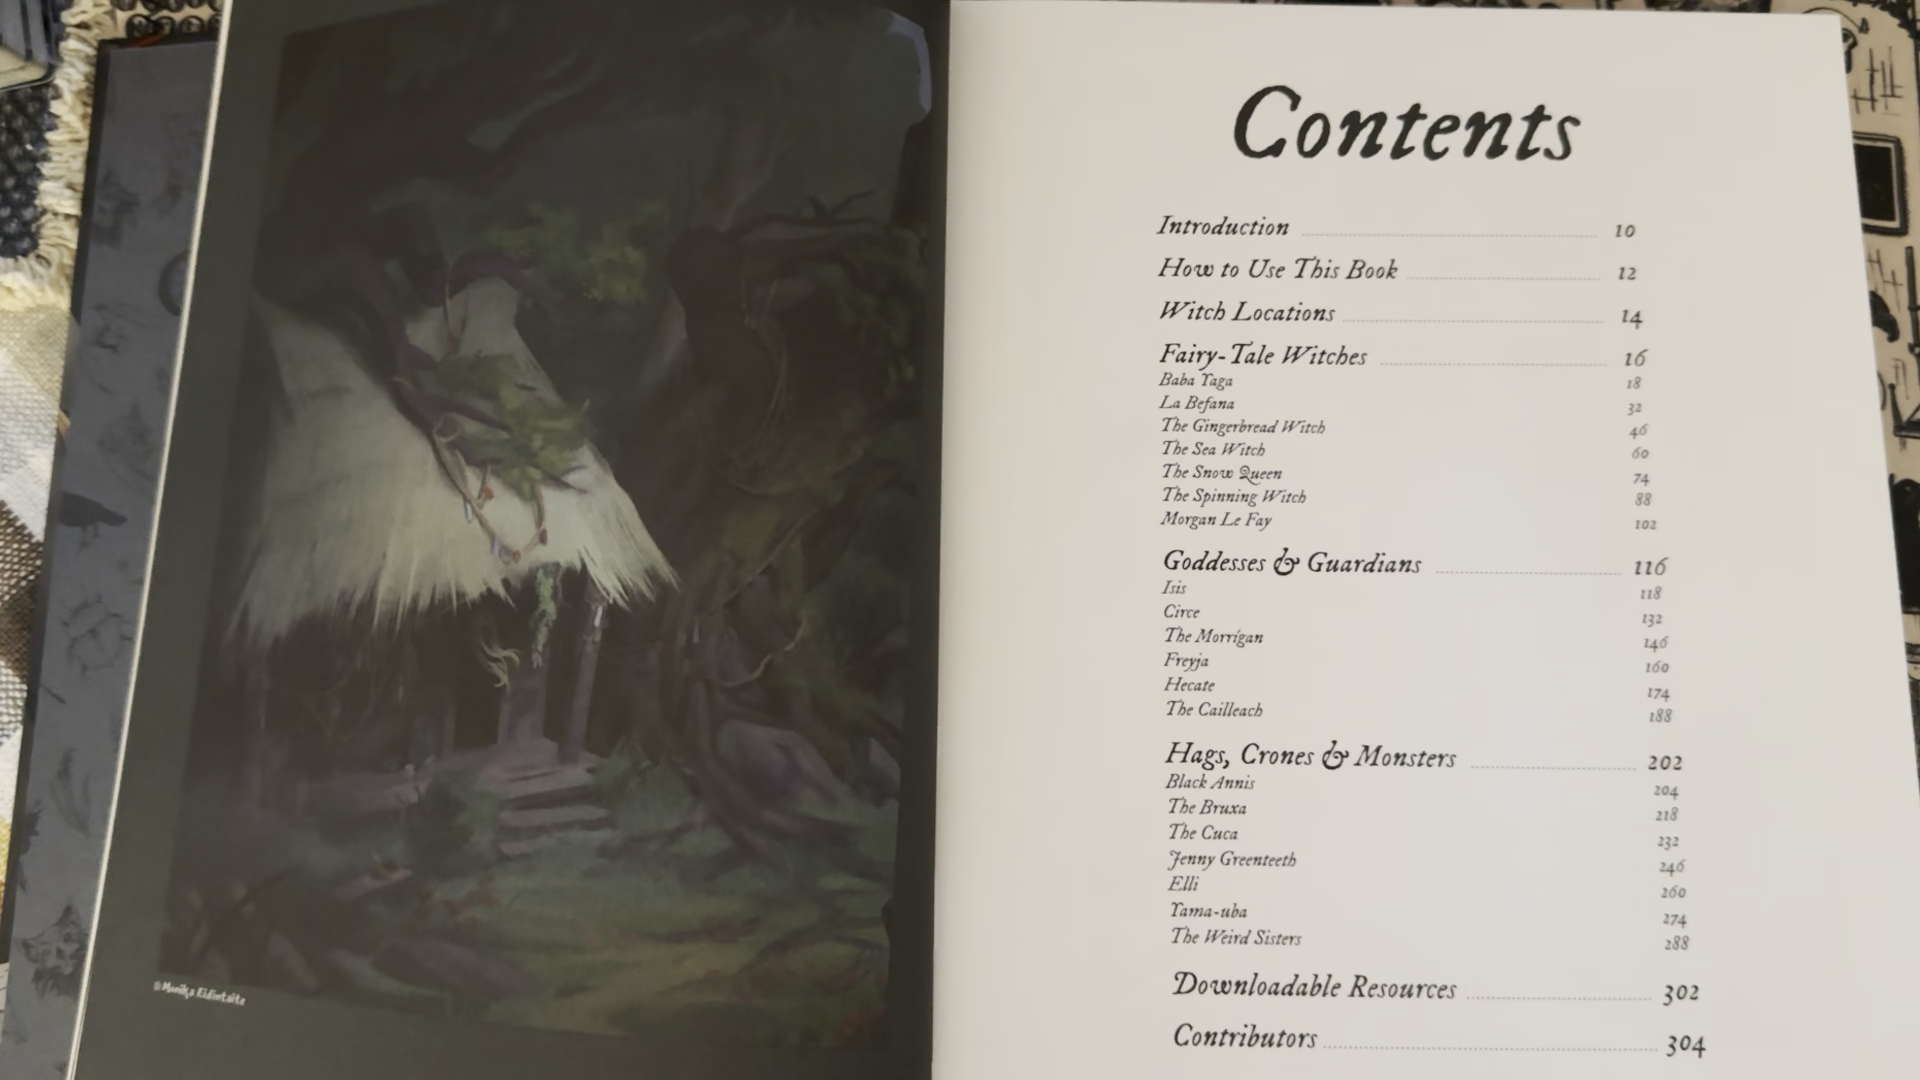 © Monika Eidintaite
Contents
Introduction 10
How to Use This Book 12
Witch Locations 14
Fairy-Tale Witches 16
Baba Yaga 18
La Befana 32
The Gingerbread Witch 46
The Sea Witch 60
The Snow Queen 74
The Spinning Witch 88
Morgan Le Fay 102
Goddesses & Guardians 116
Isis 118
Circe 132
The Morrígan 146
Freyja 160
Hecate 174
The Cailleach 188
Hags, Crones & Monsters 202
Black Annis 204
The Bruxa 218
The Cuca 232
Jenny Greenteeth 246
Elli 260
Yama-uba 274
The Weird Sisters 288
Downloadable Resources 302
Contributors 304